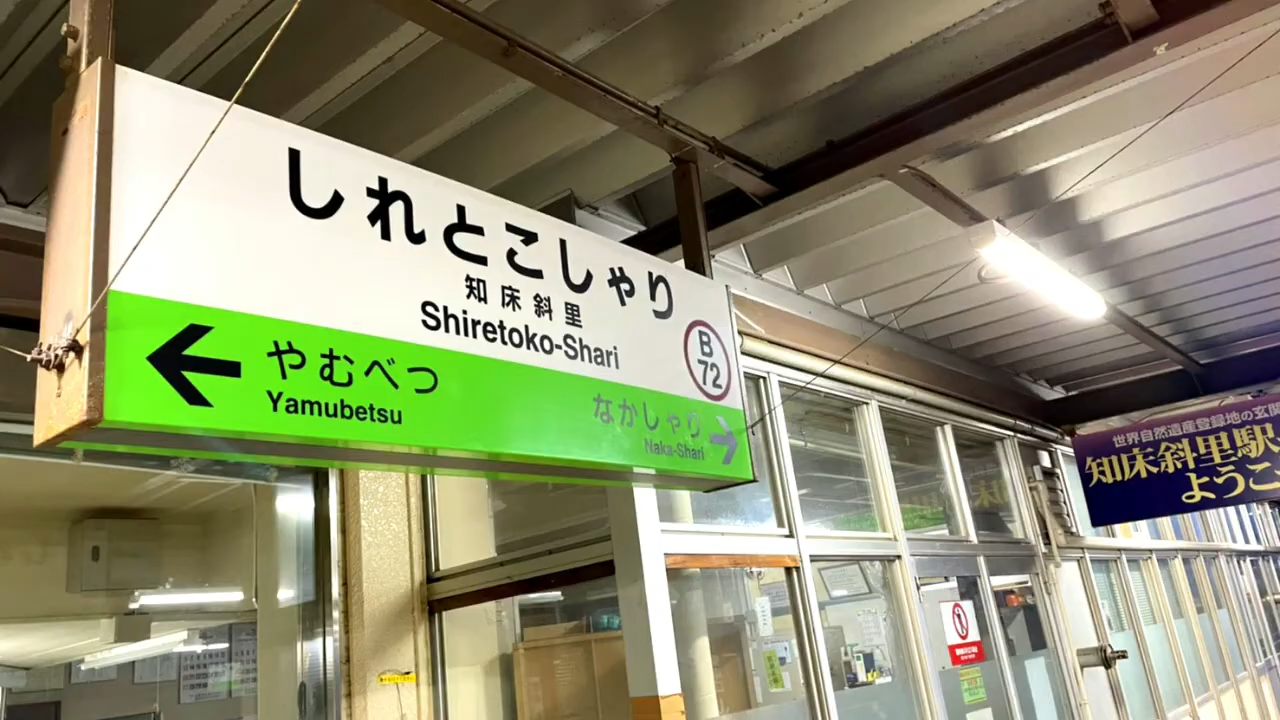 しれとこしゃり
知床斜里
Shiretoko-Shari
B
72
やむべつ
Yamubetsu
なかしゃり
Naka-Shari
世界自然遺産登録地の玄関
知床斜里駅
ようこ